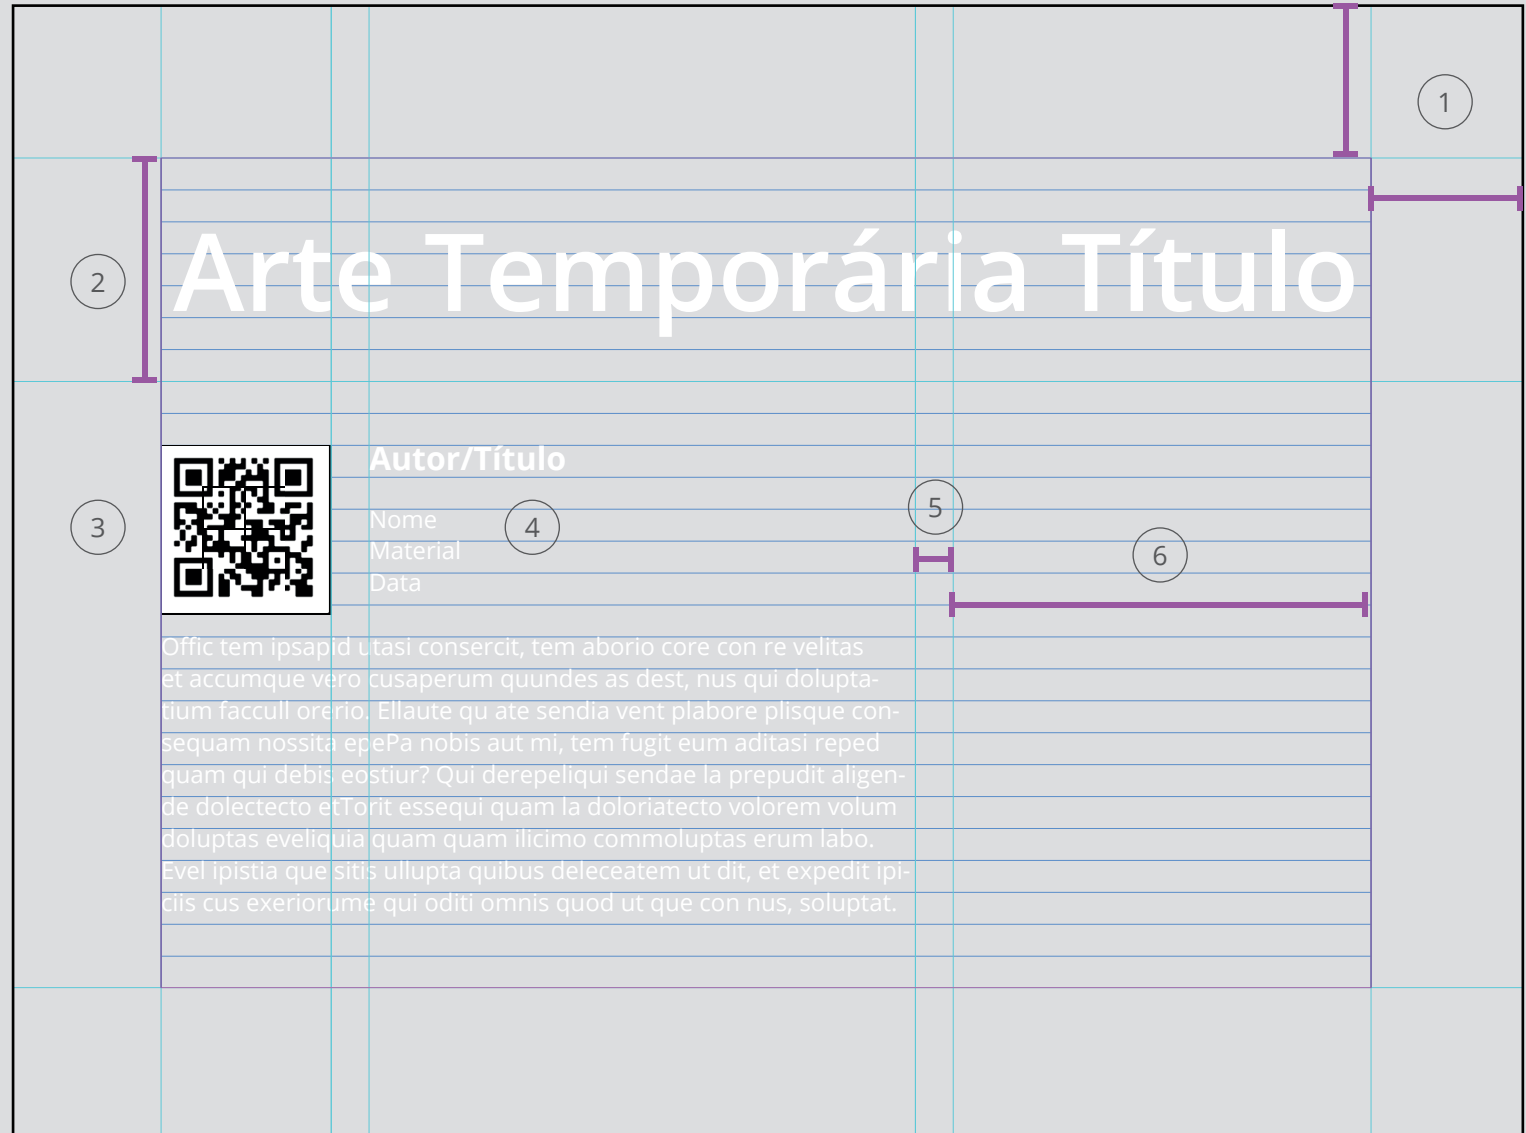 1
2
Arte Temporária Título
Autor/Título
3
Nome
4
5
Material
6
Data
Offic tem ipsapid utasi consercit, tem aborio core con re velitas
et accumque vero cusaperum quundes as dest, nus qui dolupta-
tium faccull orerio. Ellaute qu ate sendia vent plabore plisque con-
sequam nossita epePa nobis aut mi, tem fugit eum aditasi reped
quam qui debis eostiur? Qui derepeliqui sendae la prepudit aligen-
de dolectecto etTorit essequi quam la doloriatecto volorem volum
doluptas eveliquia quam quam ilicimo commoluptas erum labo.
Evel ipistia que sitis ullupta quibus deleceatem ut dit, et expedit ipi-
ciis cus exeriorume qui oditi omnis quod ut que con nus, soluptat.